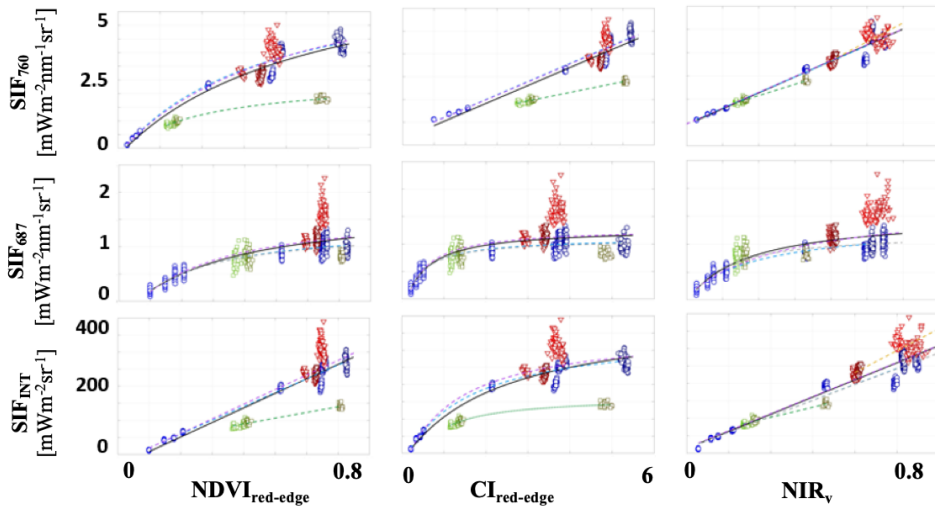 SIF760
[mWm-2nm-1sr-1]
5
2.5
0
SIF687
[mWm-2nm-1sr-1]
2
1
0
SIFINT
[mWm-2sr-1]
400
200
0
0 0.8
0 6
0 0.8
NDVIred-edge
CIred-edge
NIRv